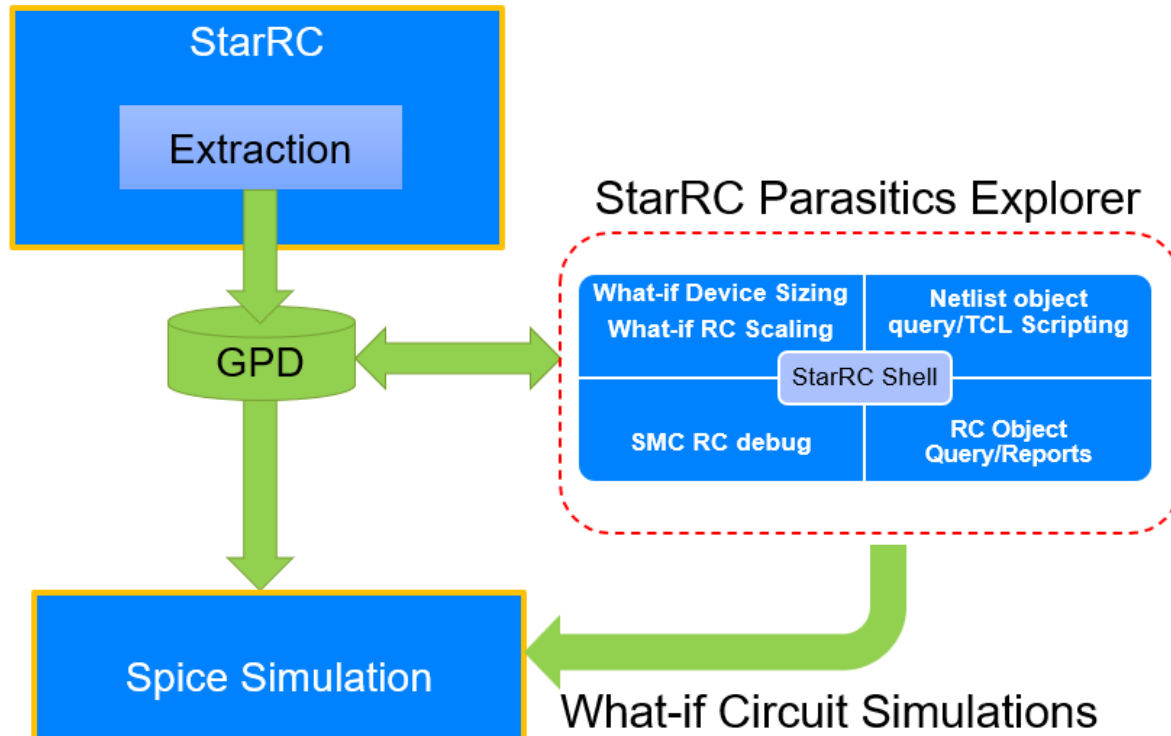 StarRC
Extraction
StarRC Parasitics Explorer
GPD
What-if Device Sizing
What-if RC Scaling
Netlist object
query/TCL Scripting
StarRC Shell
SMC RC debug
RC Object
Query/Reports
Spice Simulation
What-if Circuit Simulations